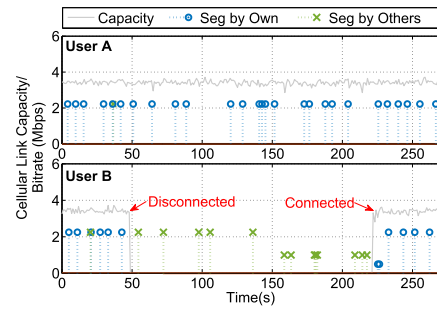 Capacity Seg by Own Seg by Others
Cellular Link Capacity/
Bitrate (Mbps)
6
4
2
0
User A
0 50 100 150 200 250
6
4
2
0
User B
Disconnected
Connected
0 50 100 150 200 250
Time(s)